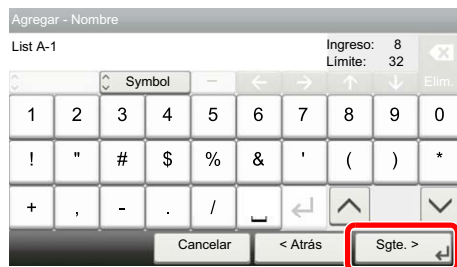 Agregar - Nombre
List A-1
Ingreso: 8
Límite: 32
Symbol
Elim.
1 2 3 4 5 6 7 8 9 0
! " # $ % & ' ( ) *
+ , - . /
Cancelar < Atrás Sgte. >